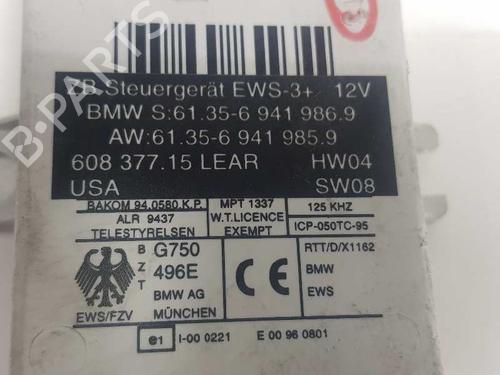 ZB Steuergerät EWS-3+ 12V
BMW S:61.35-6 941 986.9
AW:61.35-6 941 985.9
608 377.15 LEAR HW04
USA SW08
BAKOM 94.0580.K.P.
ALR 9437
TELESTYRELSEN
MPT 1337
W.T.LICENCE
EXEMPT
125 KHZ
ICP-050TC-95
B Z T
G750
496E
BMW AG
MÜNCHEN
EWS/FZV
CE
RTT/D/X1162
BMW
EWS
e1 I-00 0221 E 00 96 0801
B-PARTS